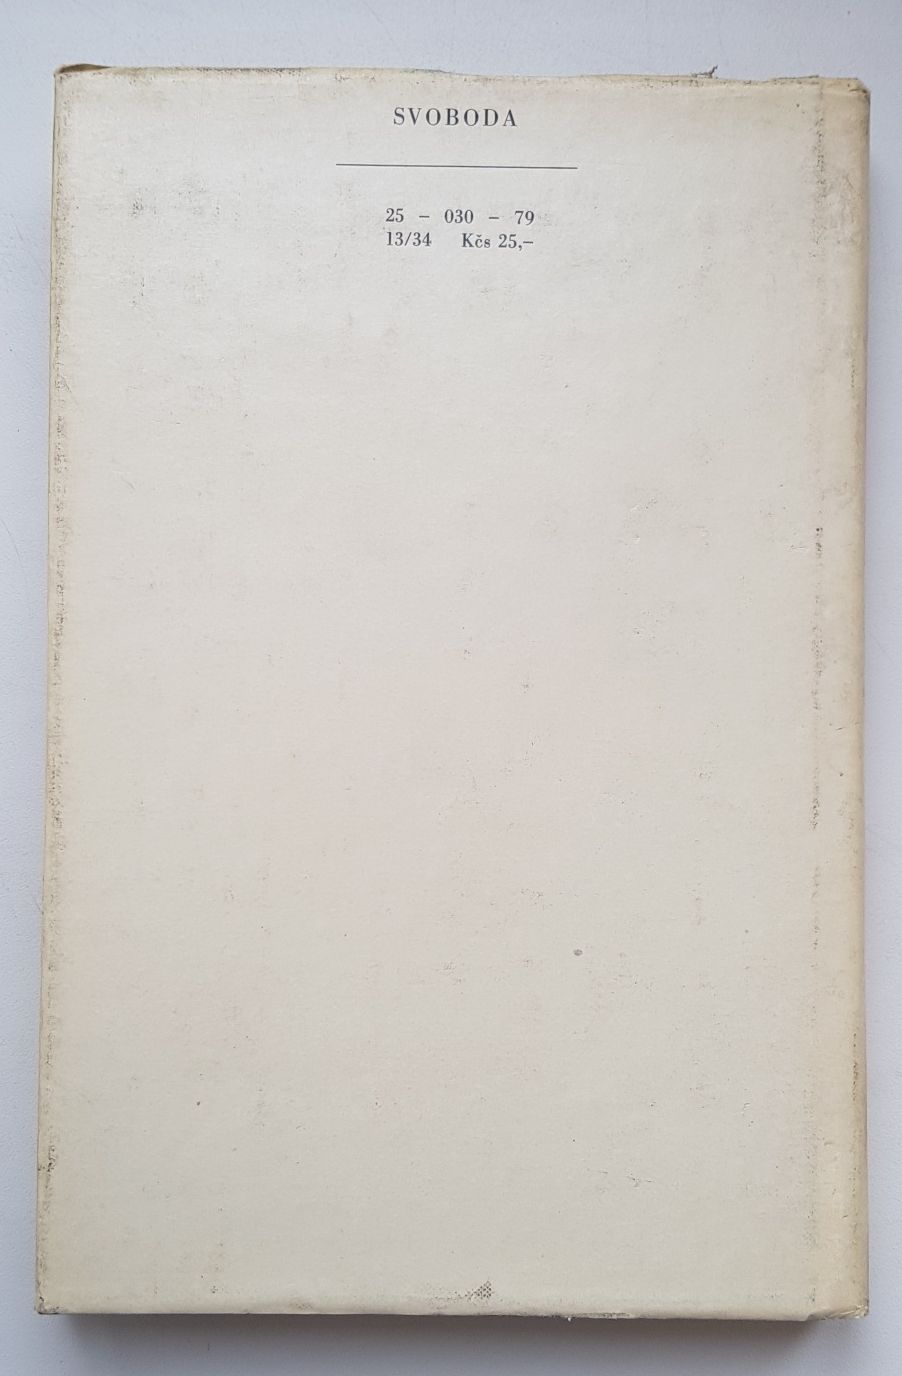 SVOBODA
25 – 030 – 79
13/34 Kčs 25,–